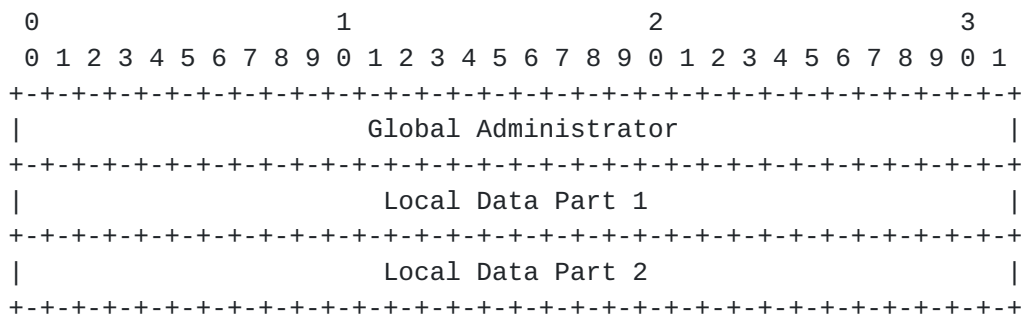 0                   1                   2                   3
 0 1 2 3 4 5 6 7 8 9 0 1 2 3 4 5 6 7 8 9 0 1 2 3 4 5 6 7 8 9 0 1
+-+-+-+-+-+-+-+-+-+-+-+-+-+-+-+-+-+-+-+-+-+-+-+-+-+-+-+-+-+-+-+-+
|                      Global Administrator                     |
+-+-+-+-+-+-+-+-+-+-+-+-+-+-+-+-+-+-+-+-+-+-+-+-+-+-+-+-+-+-+-+-+
|                       Local Data Part 1                       |
+-+-+-+-+-+-+-+-+-+-+-+-+-+-+-+-+-+-+-+-+-+-+-+-+-+-+-+-+-+-+-+-+
|                       Local Data Part 2                       |
+-+-+-+-+-+-+-+-+-+-+-+-+-+-+-+-+-+-+-+-+-+-+-+-+-+-+-+-+-+-+-+-+